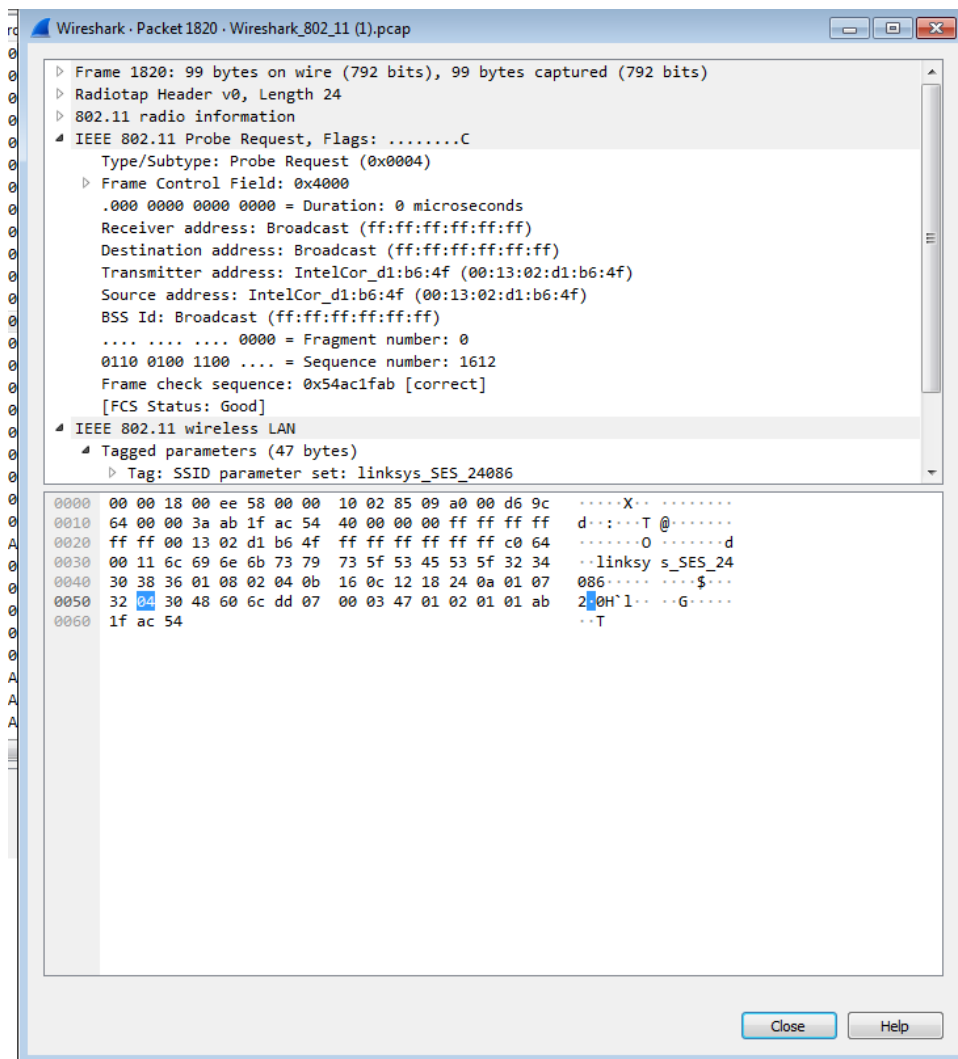 Wireshark · Packet 1820 · Wireshark_802_11 (1).pcap
Frame 1820: 99 bytes on wire (792 bits), 99 bytes captured (792 bits)
Radiotap Header v0, Length 24
802.11 radio information
IEEE 802.11 Probe Request, Flags: ........C
Type/Subtype: Probe Request (0x0004)
Frame Control Field: 0x4000
.000 0000 0000 0000 = Duration: 0 microseconds
Receiver address: Broadcast (ff:ff:ff:ff:ff:ff)
Destination address: Broadcast (ff:ff:ff:ff:ff:ff)
Transmitter address: IntelCor_d1:b6:4f (00:13:02:d1:b6:4f)
Source address: IntelCor_d1:b6:4f (00:13:02:d1:b6:4f)
BSS Id: Broadcast (ff:ff:ff:ff:ff:ff)
.... .... .... 0000 = Fragment number: 0
0110 0100 1100 .... = Sequence number: 1612
Frame check sequence: 0x54ac1fab [correct]
[FCS Status: Good]
IEEE 802.11 wireless LAN
Tagged parameters (47 bytes)
Tag: SSID parameter set: linksys_SES_24086
0000 00 00 18 00 ee 58 00 00 10 02 85 09 a0 00 d6 9c ·····X·· ········
0010 64 00 00 3a ab 1f ac 54 40 00 00 00 ff ff ff ff d··:···T @·······
0020 ff ff 00 13 02 d1 b6 4f ff ff ff ff ff ff c0 64 ·······O ·······d
0030 00 11 6c 69 6e 6b 73 79 73 5f 53 45 53 5f 32 34 ··linksy s_SES_24
0040 30 38 36 01 08 02 04 0b 16 0c 12 18 24 0a 01 07 086····· ····$···
0050 32 04 30 48 60 6c dd 07 00 03 47 01 02 01 01 ab 2·0H`l·· ··G·····
0060 1f ac 54 ··T
Close Help